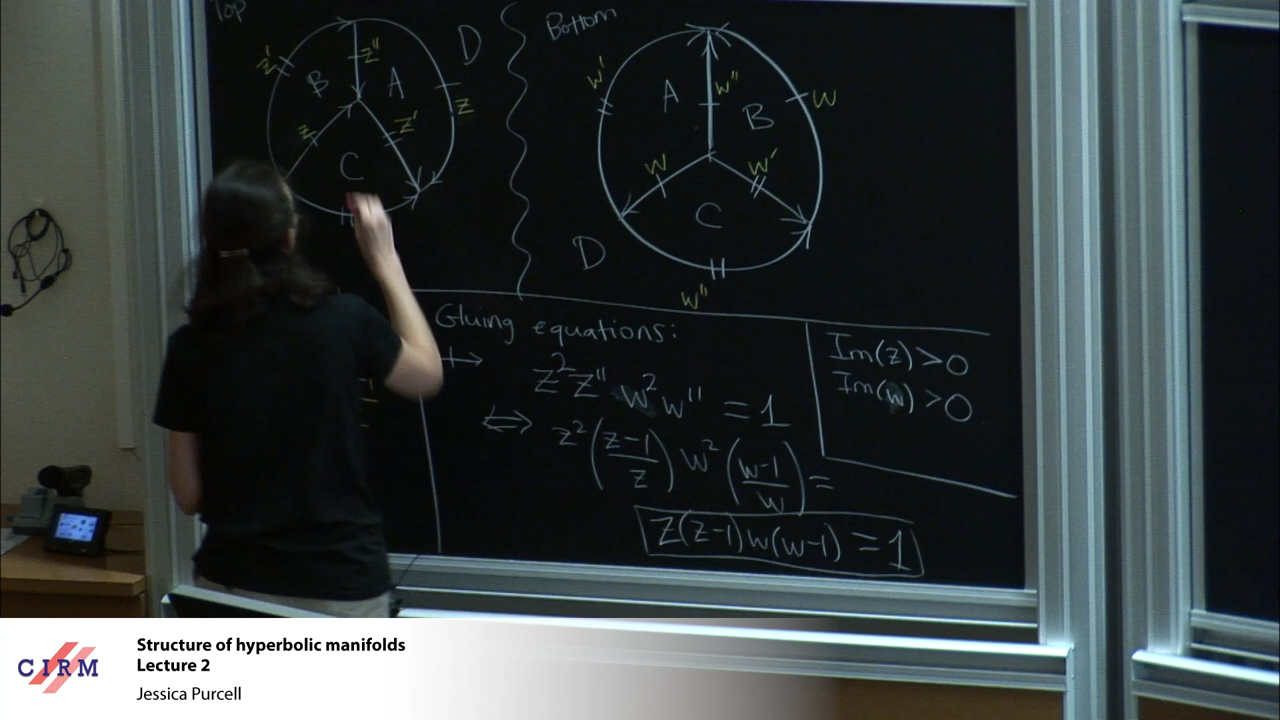 Top
z'
z''
D
B
A
z
z
z'
C
Bottom
w'
w''
w
A
B
w
w'
C
D
w''
Gluing equations:
z²z'' w²w'' = 1
⇔ z²((z-1)/z) w²((w-1)/w) =
z(z-1)w(w-1) = 1
Im(z) > 0
Im(w) > 0
CIRM
Structure of hyperbolic manifolds
Lecture 2
Jessica Purcell